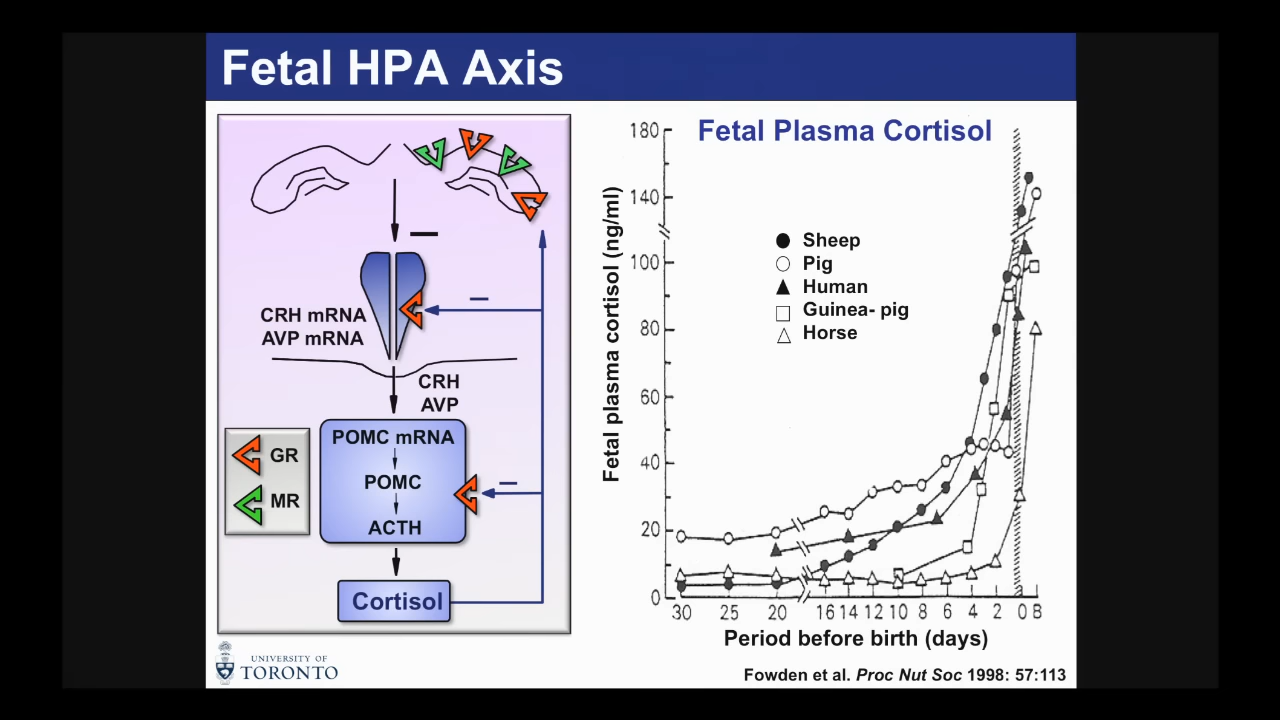 Fetal HPA Axis
CRH mRNA
AVP mRNA
CRH
AVP
GR
MR
POMC mRNA
POMC
ACTH
Cortisol
UNIVERSITY OF
TORONTO
Fetal Plasma Cortisol
Fetal plasma cortisol (ng/ml)
180
140
100
80
60
40
20
0
Sheep
Pig
Human
Guinea- pig
Horse
30 25 20 16 14 12 10 8 6 4 2 0 B
Period before birth (days)
Fowden et al. Proc Nut Soc 1998: 57:113